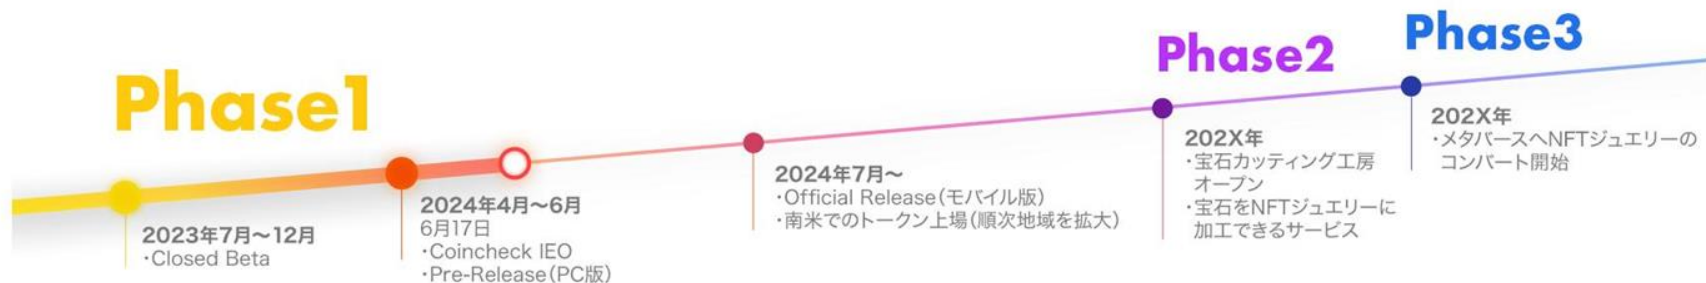 Phase1
2023年7月〜12月
・Closed Beta
2024年4月〜6月
6月17日
・Coincheck IEO
・Pre-Release(PC版)
2024年7月〜
・Official Release(モバイル版)
・南米でのトークン上場(順次地域を拡大)
Phase2
202X年
・宝石カッティング工房
オープン
・宝石をNFTジュエリーに
加工できるサービス
Phase3
202X年
・メタバースへNFTジュエリーの
コンバート開始